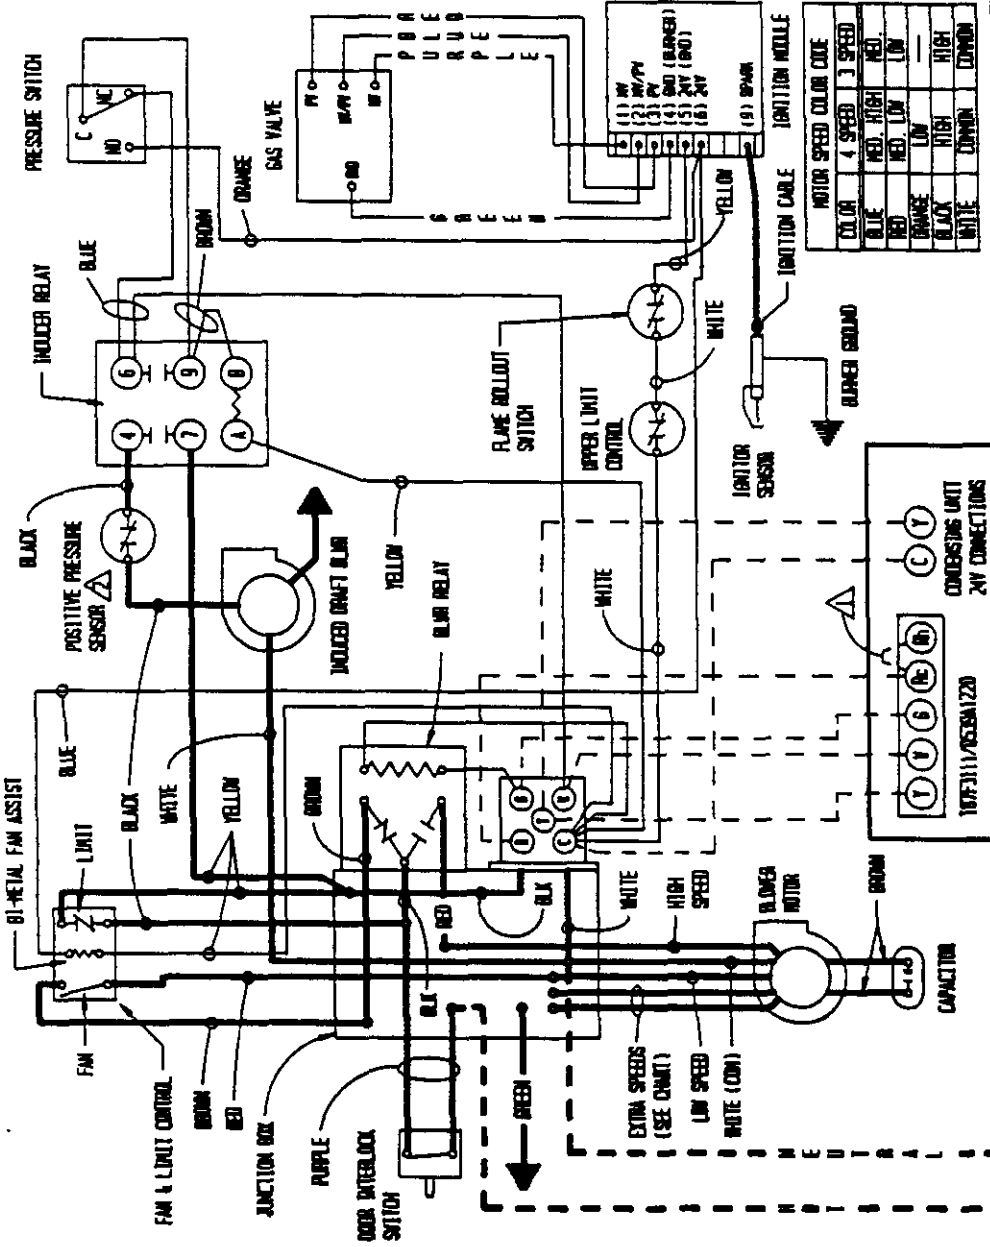 PRESSURE SWITCH
C
NC
NO
INDUCER RELAY
BLUE
BROWN
ORANGE
6
9
B
4
7
A
BLACK
POSITIVE PRESSURE
SENSOR
2
INDUCED DRAFT BLWR
YELLOW
BLWR RELAY
GAS VALVE
PV
MV/PV
MV
GND
PURPLE
BLUE
GREEN
(1) MV
(2) MV/PV
(3) PV
(4) GND (BURNER)
(5) 24V (GND)
(6) 24V
(9) SPARK
IGNITION MODULE
MOTOR SPEED COLOR CODE
COLOR 4 SPEED 3 SPEED
BLUE MED. HIGH MED.
RED MED. LOW LOW
ORANGE LOW —
BLACK HIGH HIGH
WHITE COMMON COMMON
YELLOW
IGNITION CABLE
WHITE
FLAME ROLLOUT
SWITCH
UPPER LIMIT
CONTROL
IGNITOR
SENSOR
BURNER GROUND
WHITE
BI-METAL FAN ASSIST
LIMIT
BLUE
BLACK
WHITE
YELLOW
BROWN
FAN
FAN & LIMIT CONTROL
BROWN
RED
JUNCTION BOX
PURPLE
DOOR INTERLOCK
SWITCH
BLK
RED
BLK
WHITE
HIGH
SPEED
GREEN
EXTRA SPEEDS
(SEE CHART)
LOW SPEED
WHITE (COM)
BLOWER
MOTOR
BROWN
CAPACITOR
Y
C
1
Y
W
G
Rc
Rh
C
Y
CONDENSING UNIT
24V CONNECTIONS
NEUTRAL
HOT